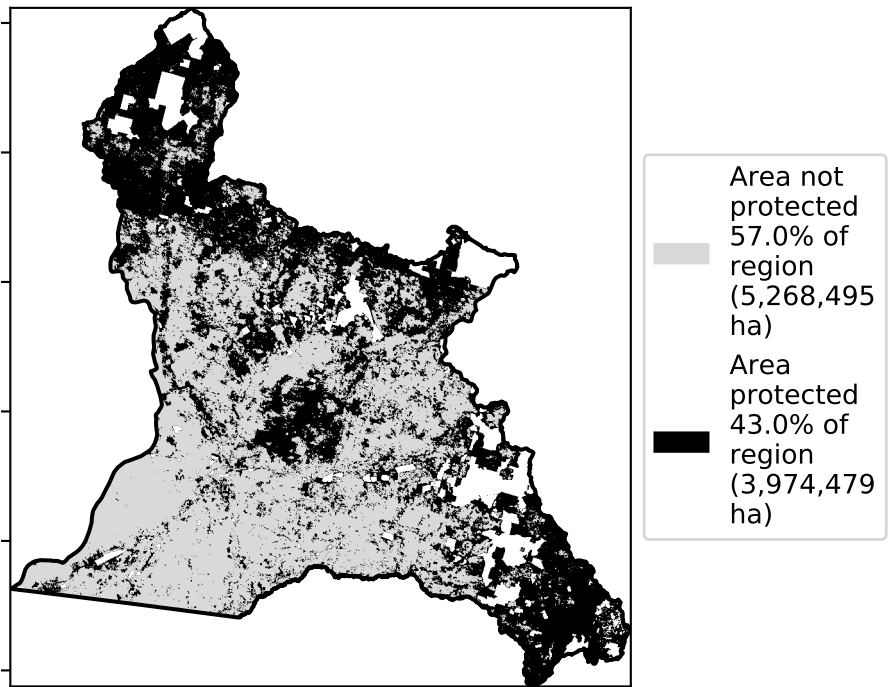 Area not
protected
57.0% of
region
(5,268,495
ha)
Area
protected
43.0% of
region
(3,974,479
ha)